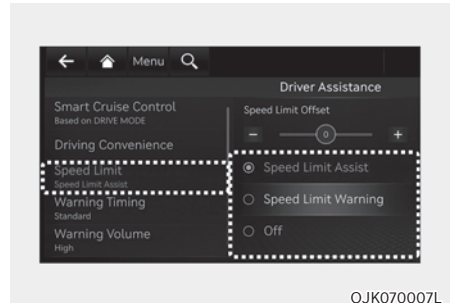 Menu
Driver Assistance
Smart Cruise Control
Based on DRIVE MODE
Driving Convenience
Speed Limit
Speed Limit Assist
Warning Timing
Standard
Warning Volume
High
Speed Limit Offset
− 0 +
Speed Limit Assist
Speed Limit Warning
Off
OJK070007L